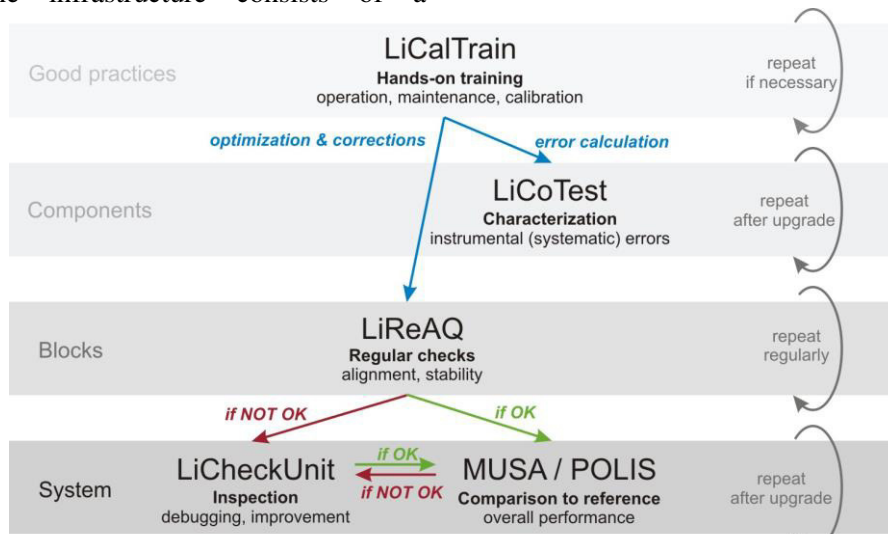 infrastructure consists of a
LiCalTrain
Good practices
Hands-on training
operation, maintenance, calibration
repeat
if necessary
optimization & corrections
error calculation
LiCoTest
Components
Characterization
instrumental (systematic) errors
repeat
after upgrade
LiReAQ
Blocks
Regular checks
alignment, stability
repeat
regularly
if NOT OK
if OK
LiCheckUnit
if OK
if NOT OK
MUSA / POLIS
System
Inspection
debugging, improvement
Comparison to reference
overall performance
repeat
after upgrade